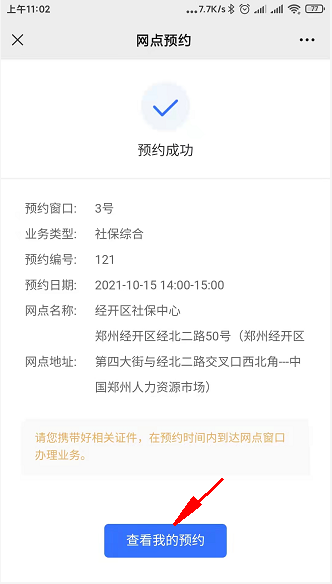 上午11:02 ...7.7K/s 77
网点预约
预约成功
预约窗口: 3号
业务类型: 社保综合
预约编号: 121
预约日期: 2021-10-15 14:00-15:00
网点名称: 经开区社保中心
郑州经开区经北二路50号（郑州经开区
网点地址: 第四大街与经北二路交叉口西北角---中
国郑州人力资源市场）
请您携带好相关证件，在预约时间内到达网点窗口
办理业务。
查看我的预约